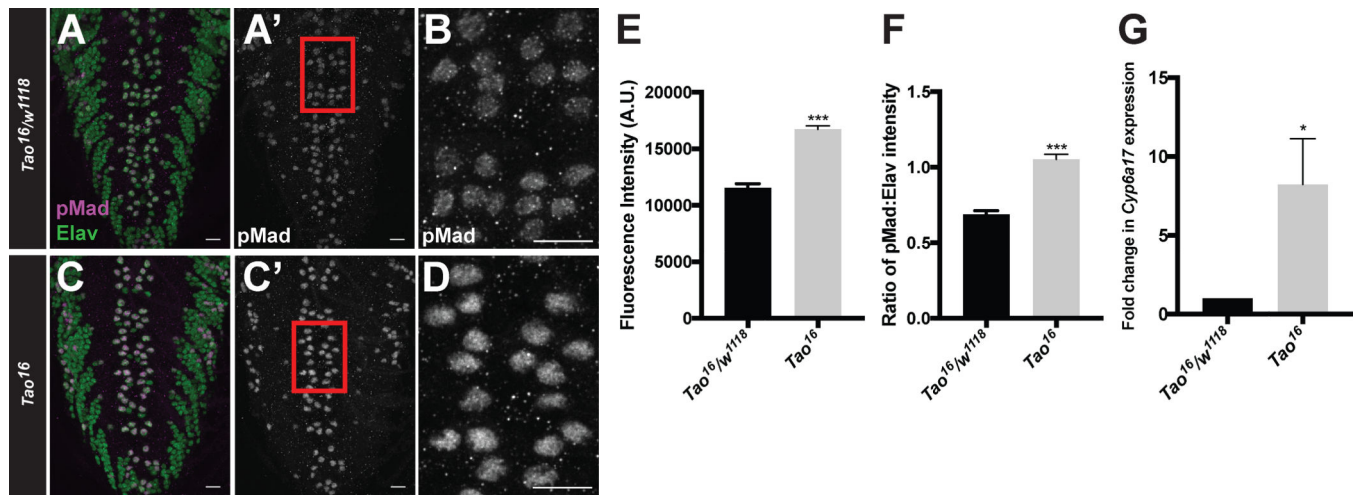 Tao16/w1118
A
pMad
Elav
A'
pMad
B
pMad
Tao16
C
C'
pMad
D
E
Fluorescence Intensity (A.U.)
20000
15000
10000
5000
0
***
Tao16/w1118
Tao16
F
Ratio of pMad:Elav intensity
1.5
1.0
0.5
0.0
***
Tao16/w1118
Tao16
G
Fold change in Cyp6a17 expression
15
10
5
0
*
Tao16/w1118
Tao16